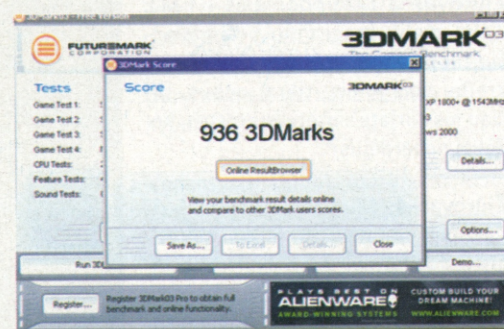 3DMark03 - Free Version
FUTUREMARK
CORPORATION
3DMARK03
Tests
Game Test 1:
Game Test 2:
Game Test 3:
Game Test 4:
CPU Tests:
Feature Tests:
Sound Tests:
3DMark Score
Score
3DMARK03
936 3DMarks
Online ResultBrowser
View your benchmark result details online
and compare to other 3DMark users scores.
Save As...
To Excel
Details...
Close
XP 1800+ @ 1543MHz
ws 2000
Details...
Options...
Run 3D
Demo...
Register...
Register 3DMark03 Pro to obtain full
benchmark and online functionality.
PLAYS BEST ON
ALIENWARE
AWARD-WINNING SYSTEMS
CUSTOM BUILD YOUR
DREAM MACHINE!
WWW.ALIENWARE.COM